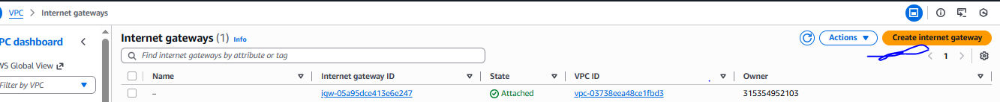 VPC > Internet gateways
PC dashboard
WS Global View
Filter by VPC
Internet gateways (1) Info
Actions
Create internet gateway
Find internet gateways by attribute or tag
1
Name Internet gateway ID State VPC ID Owner
– igw-05a95dce413e6e247 Attached vpc-03738eea48ce1fbd3 315354952103